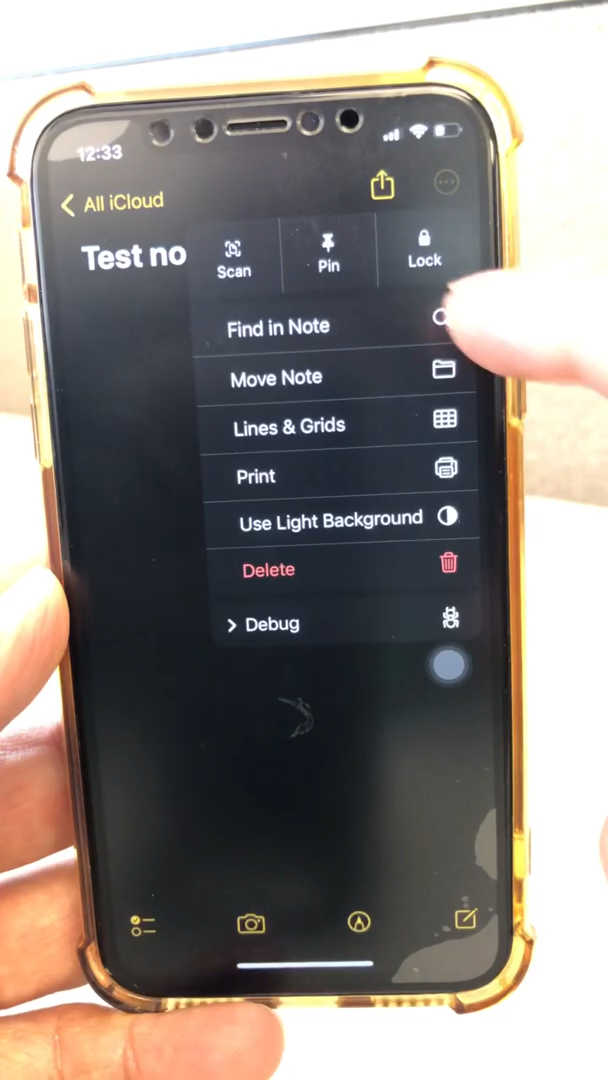 12:33
All iCloud
Test no
Scan
Pin
Lock
Find in Note
Move Note
Lines & Grids
Print
Use Light Background
Delete
Debug